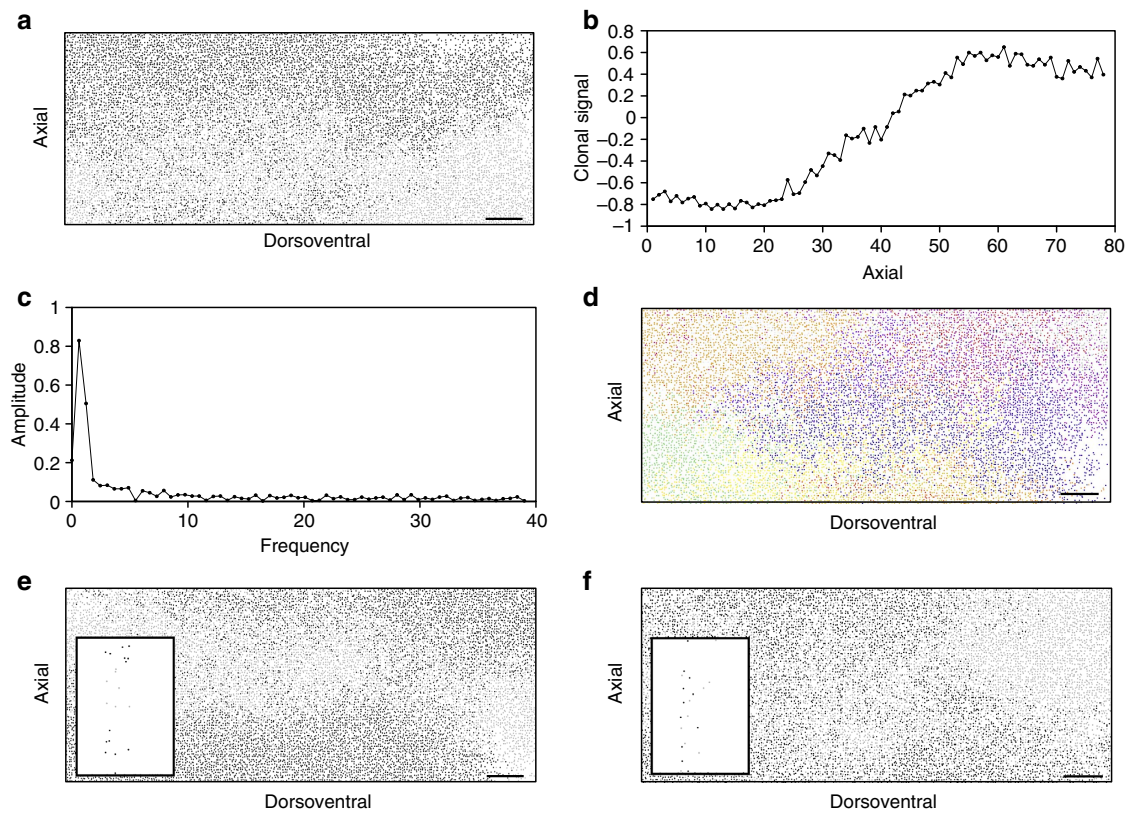 a
Axial
Dorsoventral
b
Clonal signal
0.8
0.6
0.4
0.2
0
–0.2
–0.4
–0.6
–0.8
–1
0 10 20 30 40 50 60 70 80
Axial
c
Amplitude
1
0.8
0.6
0.4
0.2
0
0 10 20 30 40
Frequency
d
Axial
Dorsoventral
e
Axial
Dorsoventral
f
Axial
Dorsoventral